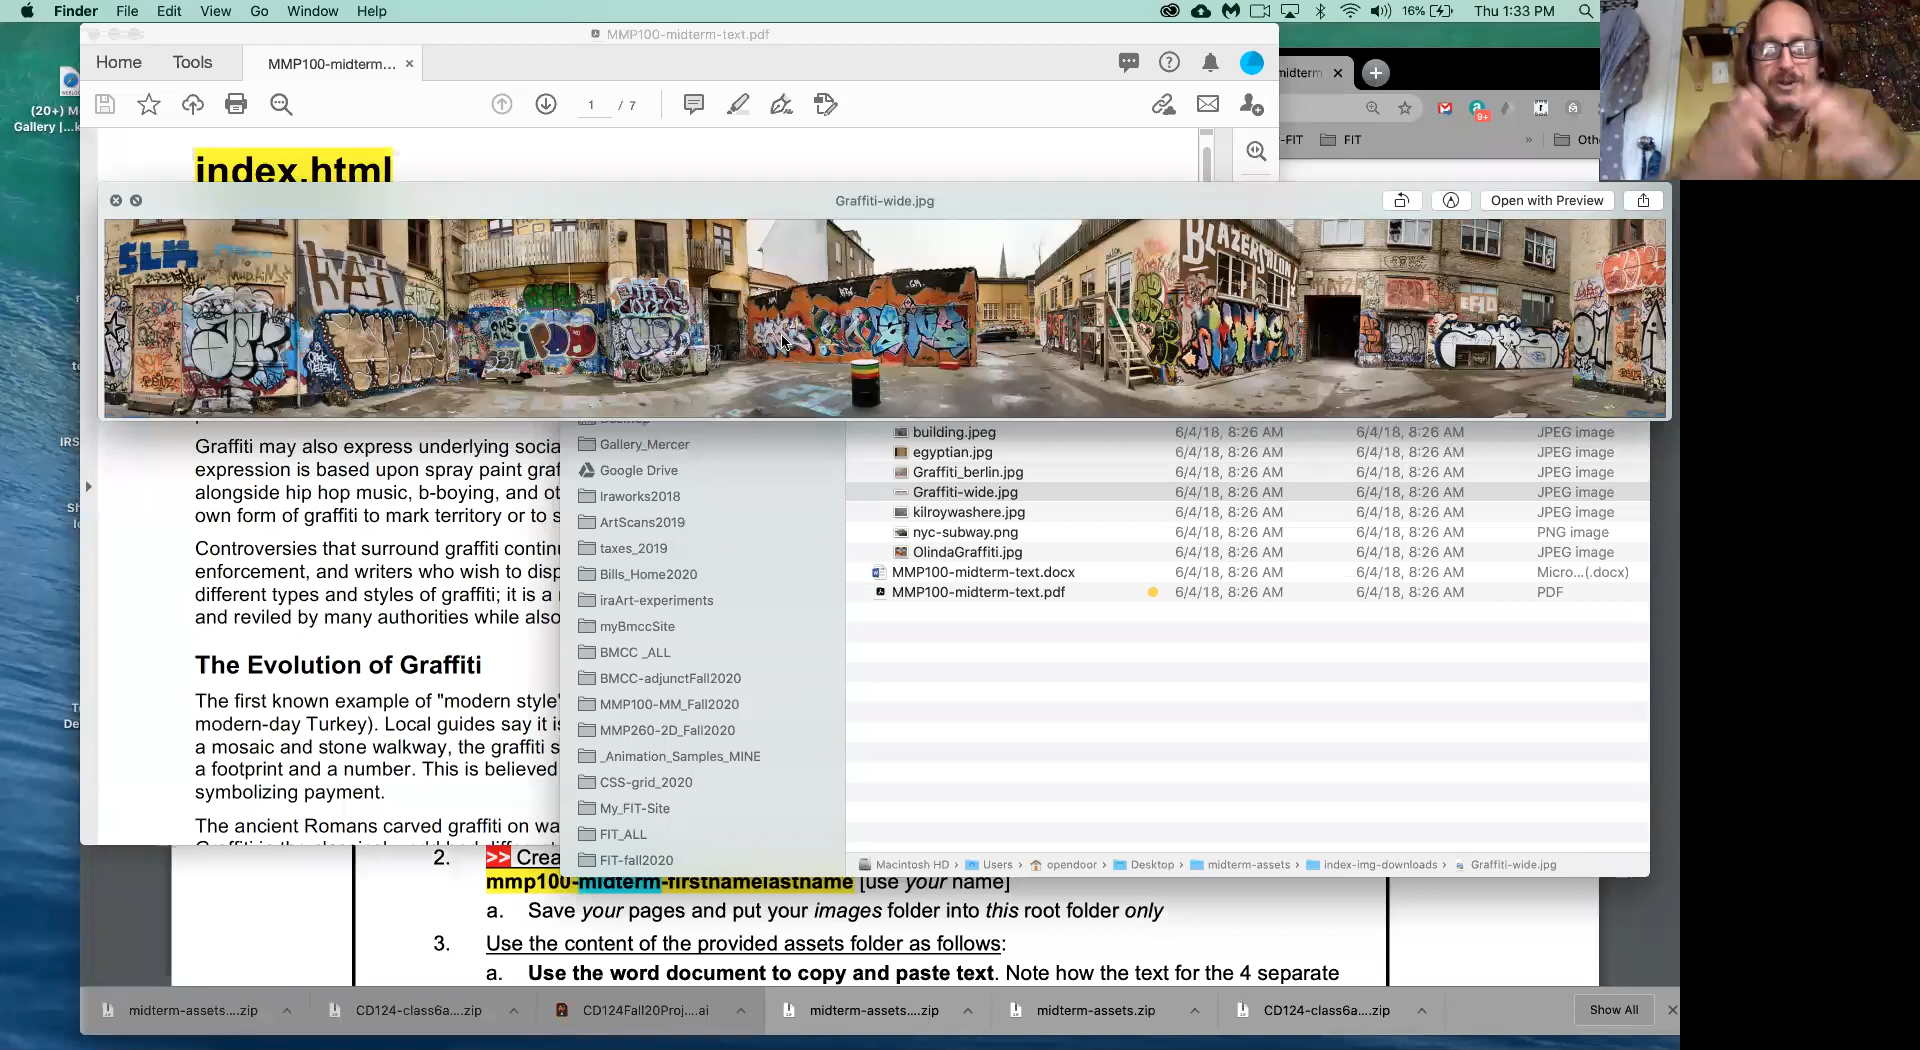 Finder File Edit View Go Window Help
16% Thu 1:33 PM
MMP100-midterm-text.pdf
Home Tools MMP100-midterm...
1 / 7
midterm
9+
-FIT FIT » Oth
index.html
(20+) M
Gallery |...k
Graffiti-wide.jpg
Open with Preview
SLK
BLAZERSALON
IRS
Graffiti may also express underlying socia
expression is based upon spray paint graf
alongside hip hop music, b-boying, and ot
own form of graffiti to mark territory or to s
Controversies that surround graffiti contin
enforcement, and writers who wish to disp
different types and styles of graffiti; it is a
and reviled by many authorities while also
The Evolution of Graffiti
The first known example of "modern style"
modern-day Turkey). Local guides say it is
a mosaic and stone walkway, the graffiti s
a footprint and a number. This is believed
symbolizing payment.
The ancient Romans carved graffiti on wa
Gallery_Mercer
Google Drive
Iraworks2018
ArtScans2019
taxes_2019
Bills_Home2020
iraArt-experiments
myBmccSite
BMCC _ALL
BMCC-adjunctFall2020
MMP100-MM_Fall2020
MMP260-2D_Fall2020
_Animation_Samples_MINE
CSS-grid_2020
My_FIT-Site
FIT_ALL
FIT-fall2020
building.jpeg 6/4/18, 8:26 AM 6/4/18, 8:26 AM JPEG image
egyptian.jpg 6/4/18, 8:26 AM 6/4/18, 8:26 AM JPEG image
Graffiti_berlin.jpg 6/4/18, 8:26 AM 6/4/18, 8:26 AM JPEG image
Graffiti-wide.jpg 6/4/18, 8:26 AM 6/4/18, 8:26 AM JPEG image
kilroywashere.jpg 6/4/18, 8:26 AM 6/4/18, 8:26 AM JPEG image
nyc-subway.png 6/4/18, 8:26 AM 6/4/18, 8:26 AM PNG image
OlindaGraffiti.jpg 6/4/18, 8:26 AM 6/4/18, 8:26 AM JPEG image
MMP100-midterm-text.docx 6/4/18, 8:26 AM 6/4/18, 8:26 AM Micro...(.docx)
MMP100-midterm-text.pdf 6/4/18, 8:26 AM 6/4/18, 8:26 AM PDF
Macintosh HD › Users › opendoor › Desktop › midterm-assets › index-img-downloads › Graffiti-wide.jpg
2. >> Crea
mmp100-midterm-firstnamelastname [use your name]
a. Save your pages and put your images folder into this root folder only
3. Use the content of the provided assets folder as follows:
a. Use the word document to copy and paste text. Note how the text for the 4 separate
midterm-assets....zip CD124-class6a....zip CD124Fall20Proj....ai midterm-assets....zip midterm-assets.zip CD124-class6a....zip Show All